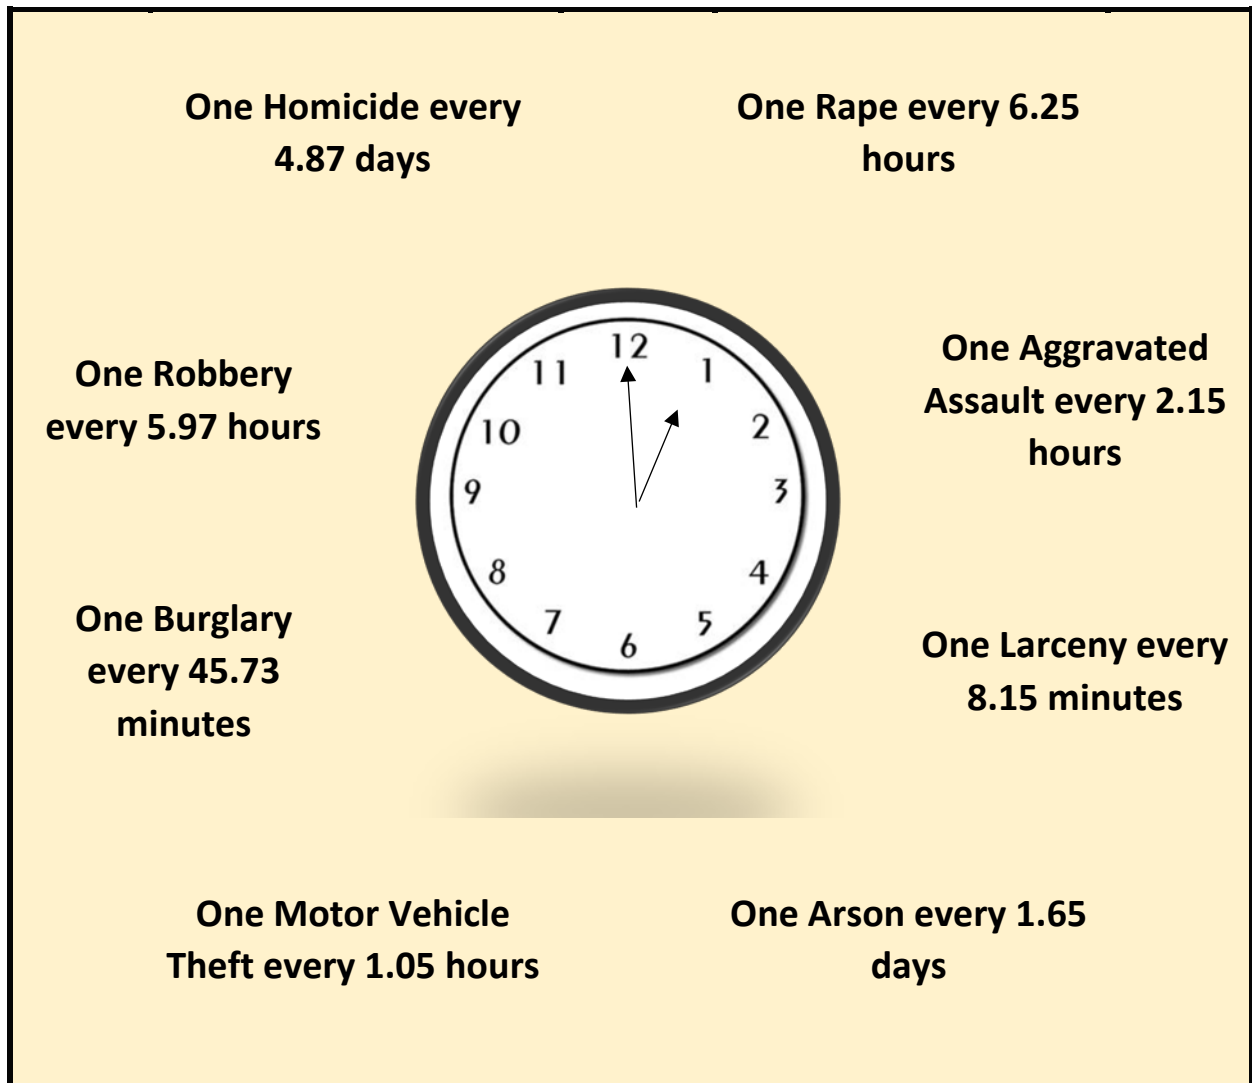 One Homicide every
4.87 days
One Rape every 6.25
hours
One Robbery
every 5.97 hours
12
11
1
10
2
9
3
8
4
7
5
6
One Aggravated
Assault every 2.15
hours
One Burglary
every 45.73
minutes
One Larceny every
8.15 minutes
One Motor Vehicle
Theft every 1.05 hours
One Arson every 1.65
days